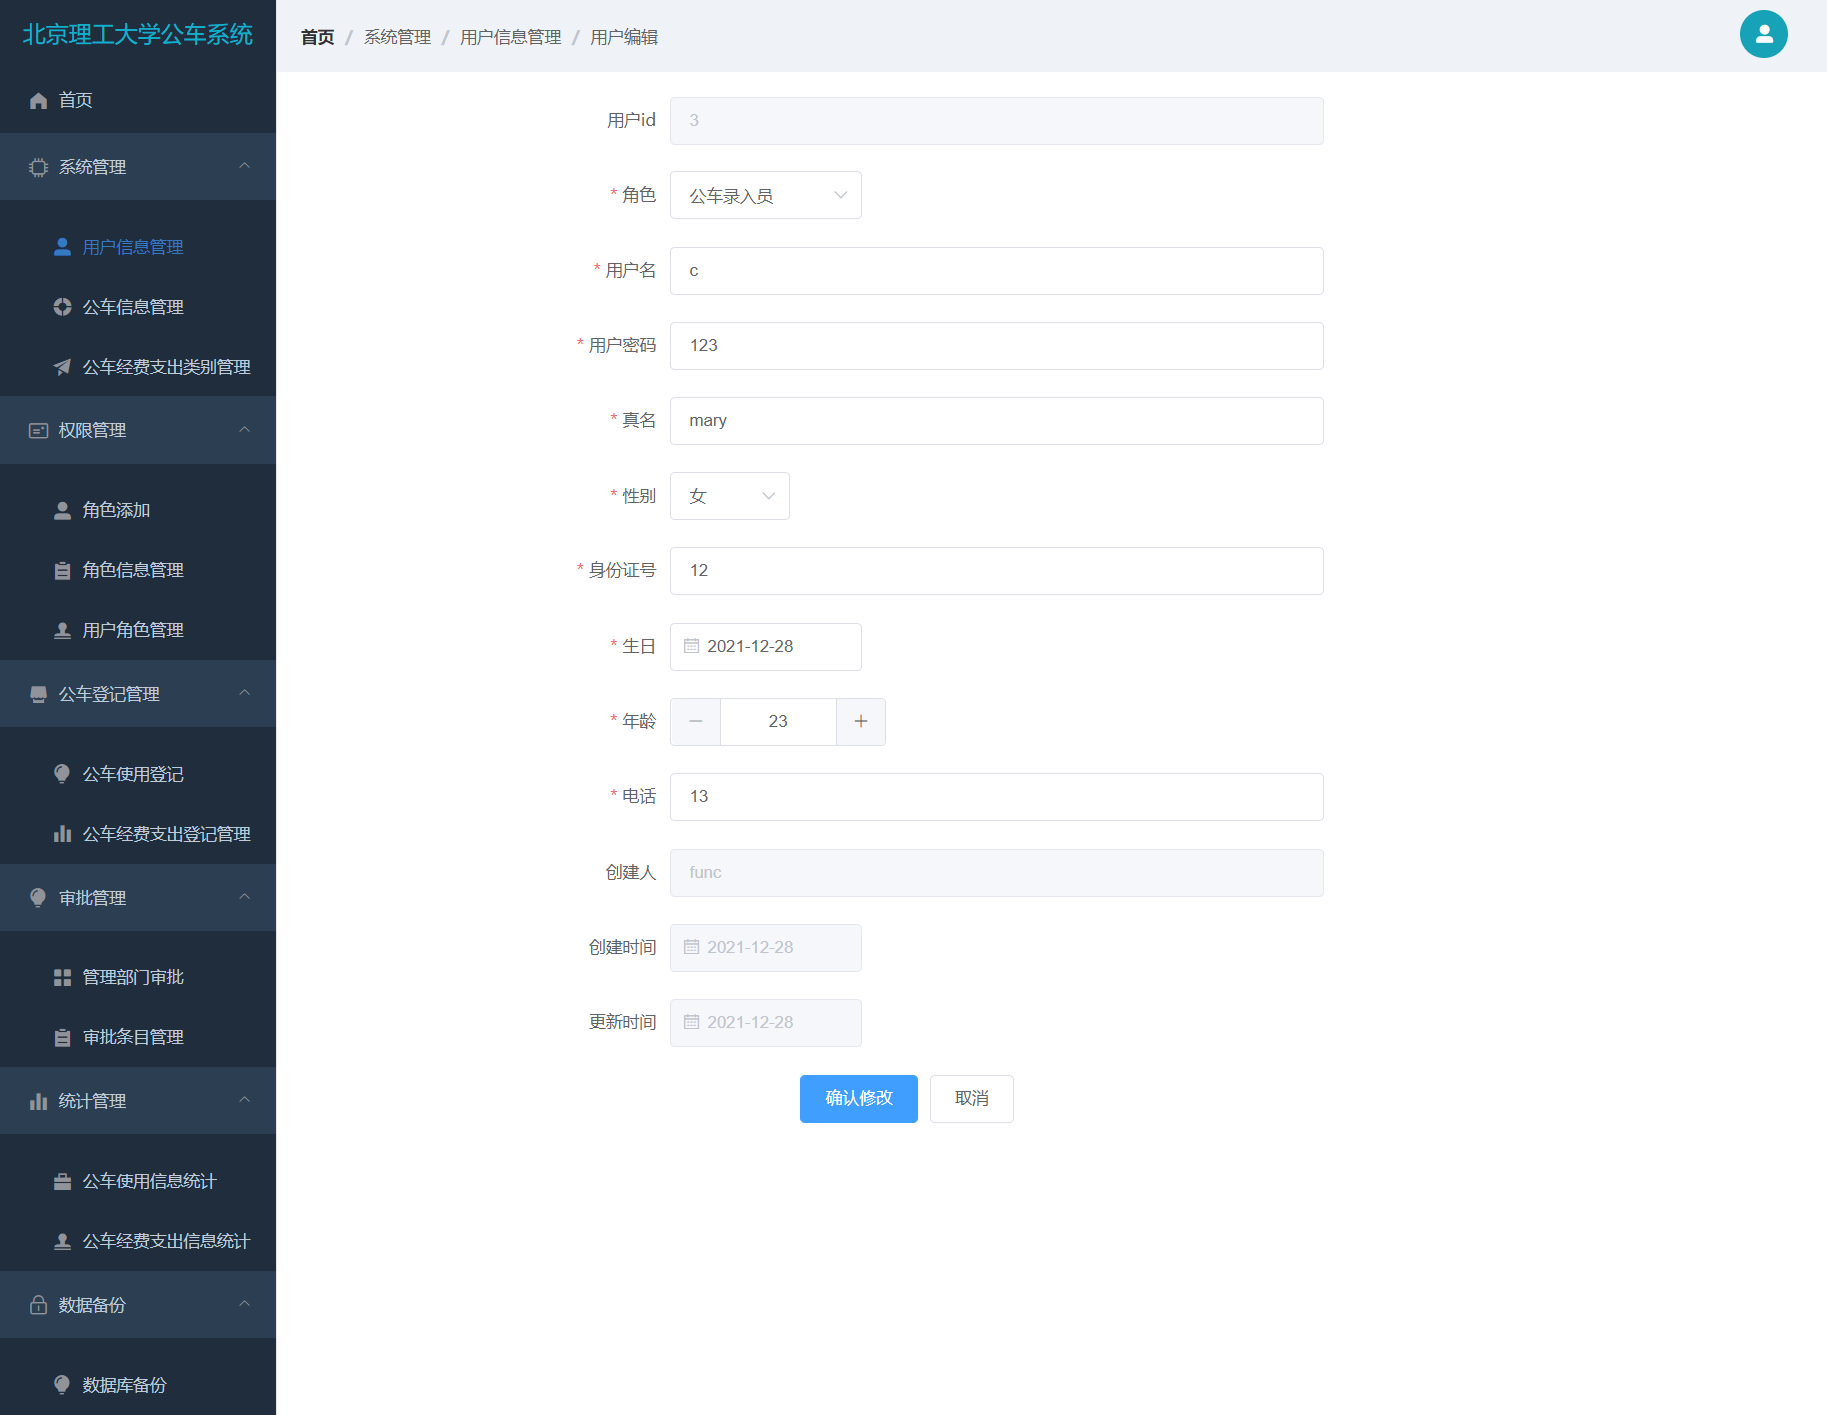 北京理工大学公车系统
首页
系统管理
用户信息管理
公车信息管理
公车经费支出类别管理
权限管理
角色添加
角色信息管理
用户角色管理
公车登记管理
公车使用登记
公车经费支出登记管理
审批管理
管理部门审批
审批条目管理
统计管理
公车使用信息统计
公车经费支出信息统计
数据备份
数据库备份
首页 / 系统管理 / 用户信息管理 / 用户编辑
用户id 3
* 角色 公车录入员
* 用户名 c
* 用户密码 123
* 真名 mary
* 性别 女
* 身份证号 12
* 生日 2021-12-28
* 年龄 − 23 +
* 电话 13
创建人 func
创建时间 2021-12-28
更新时间 2021-12-28
确认修改 取消